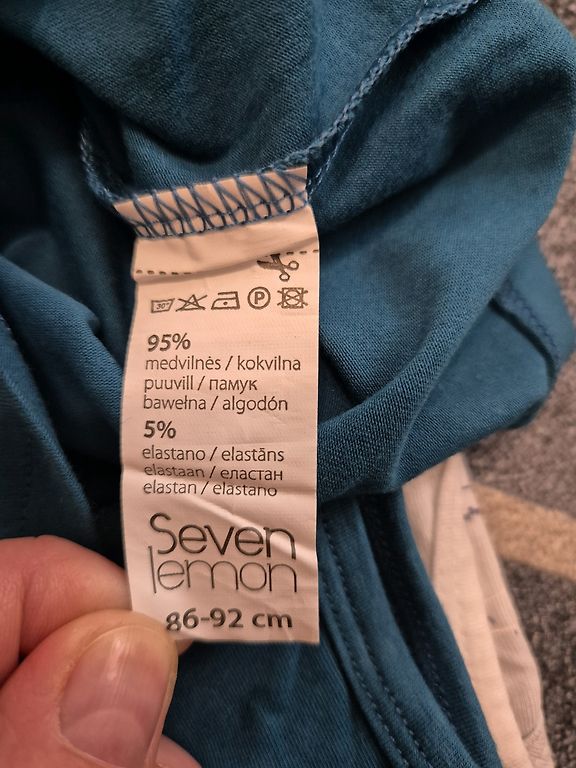 30°
P
95%
medvilnės / kokvilna
puuvill / памук
bawełna / algodón
5%
elastano / elastāns
elastaan / еластан
elastan / elastano
Seven
lemon
86-92 cm